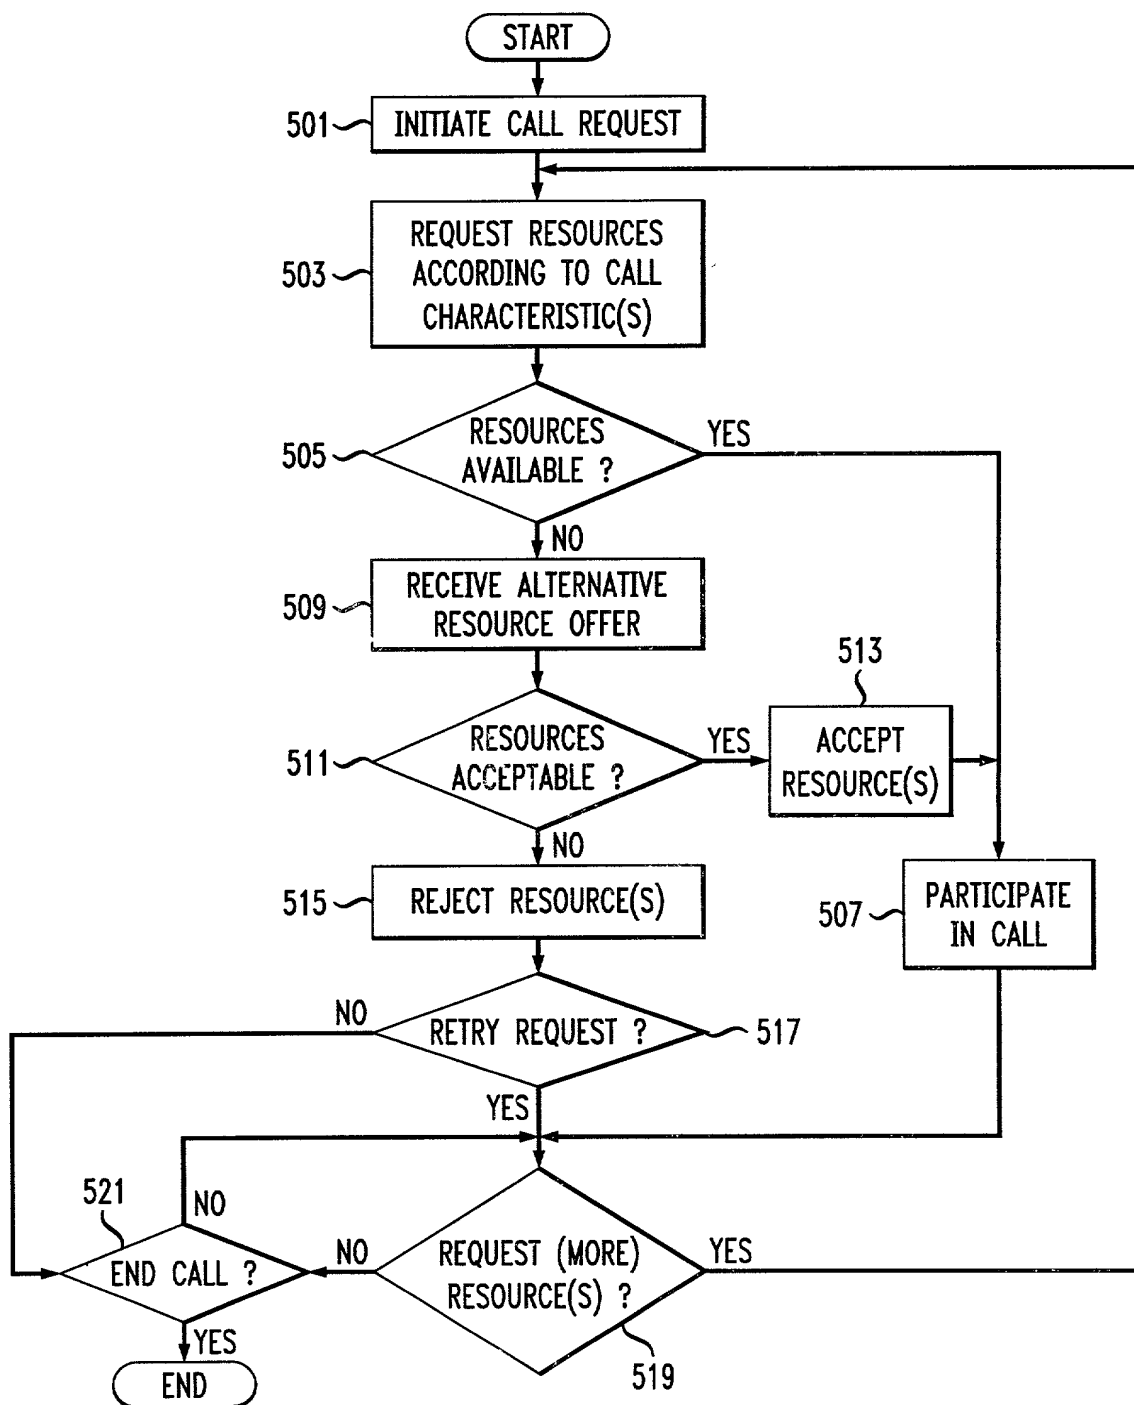 START
501
INITIATE CALL REQUEST
503
REQUEST RESOURCES
ACCORDING TO CALL
CHARACTERISTIC(S)
505
RESOURCES
AVAILABLE ?
YES
NO
509
RECEIVE ALTERNATIVE
RESOURCE OFFER
511
RESOURCES
ACCEPTABLE ?
YES
513
ACCEPT
RESOURCE(S)
NO
515
REJECT RESOURCE(S)
507
PARTICIPATE
IN CALL
NO
RETRY REQUEST ?
517
YES
521
NO
END CALL ?
NO
REQUEST (MORE)
RESOURCE(S) ?
YES
519
YES
END